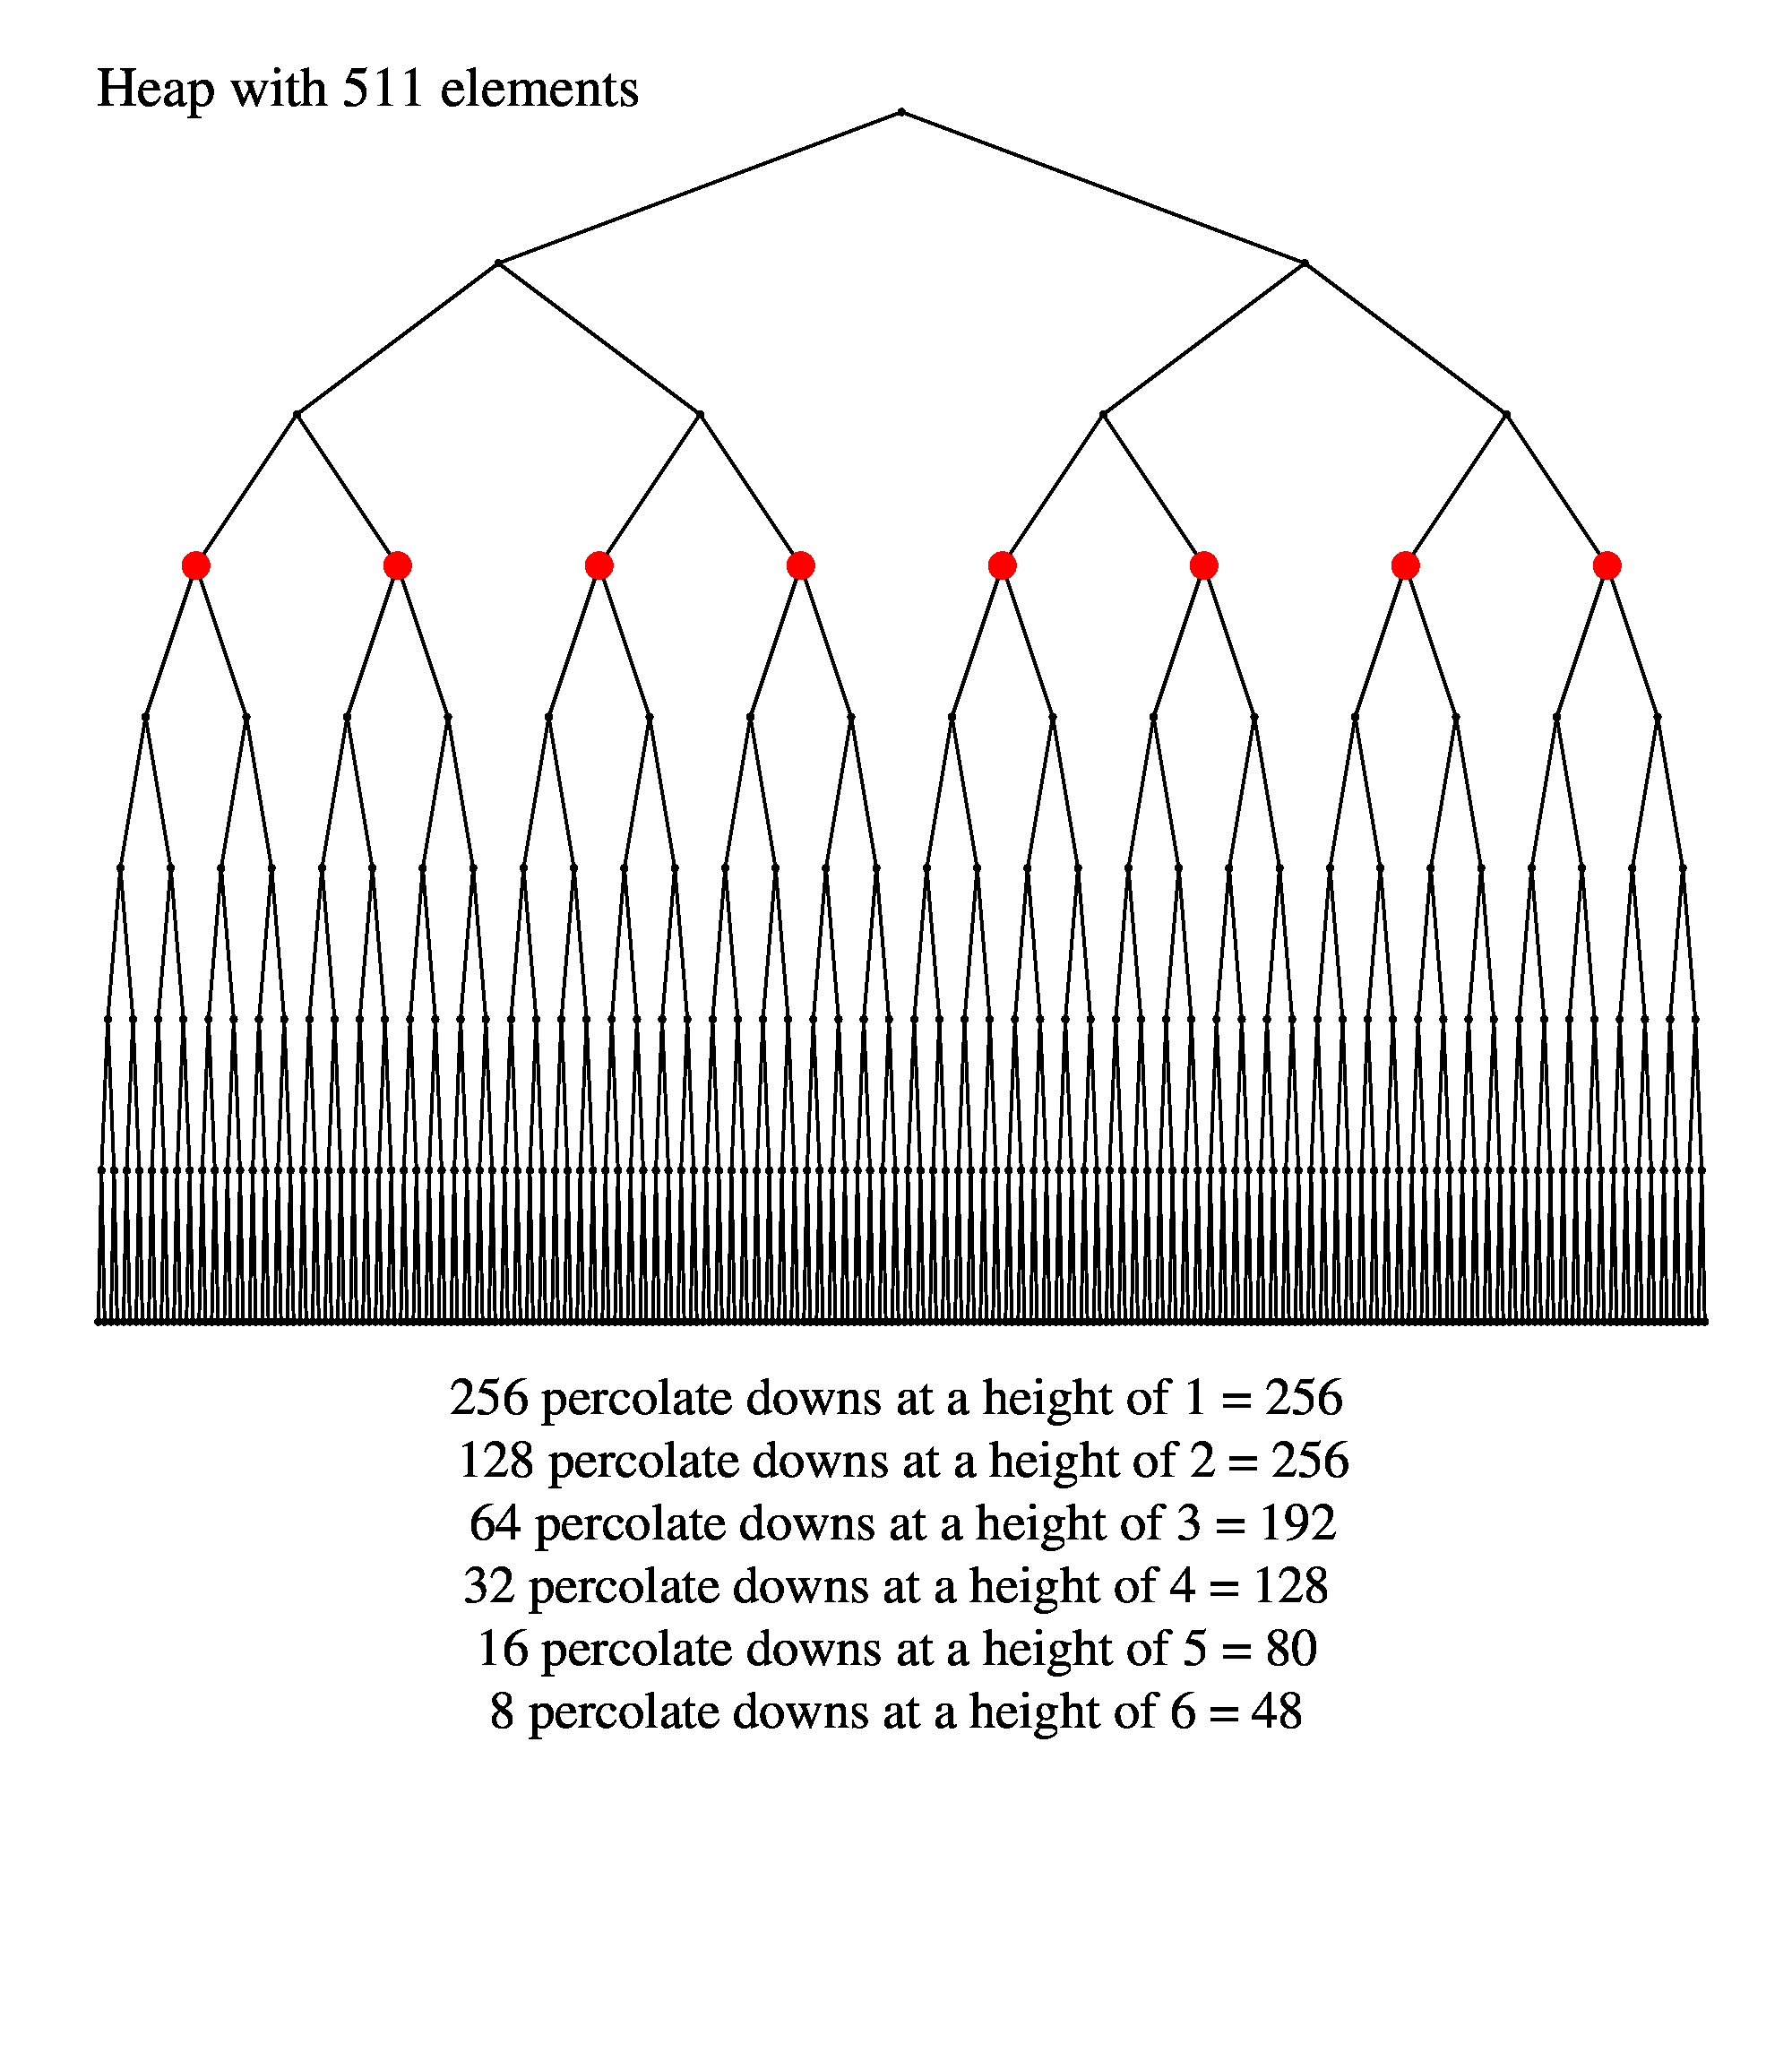 Heap with 511 elements
256 percolate downs at a height of 1 = 256
128 percolate downs at a height of 2 = 256
64 percolate downs at a height of 3 = 192
32 percolate downs at a height of 4 = 128
16 percolate downs at a height of 5 = 80
8 percolate downs at a height of 6 = 48